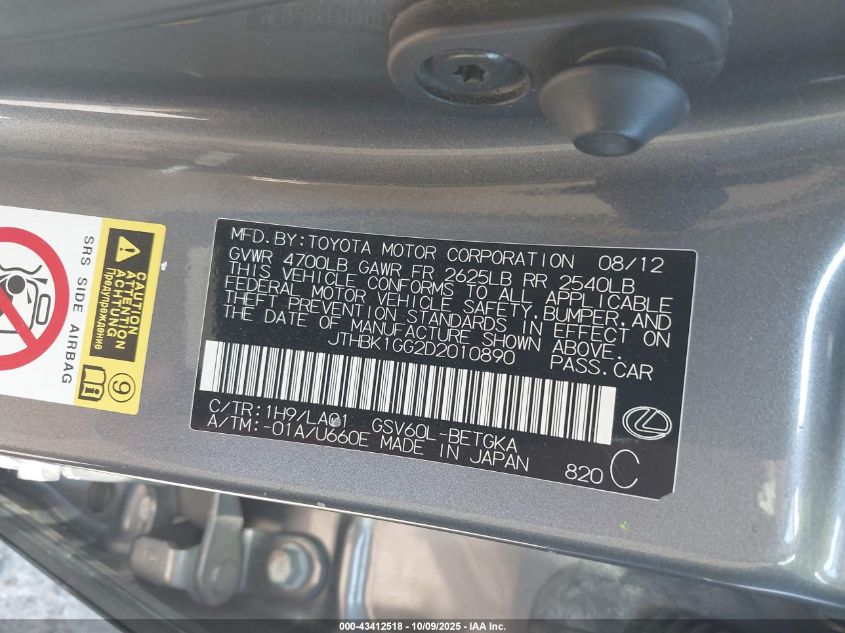 MFD. BY: TOYOTA MOTOR CORPORATION 08/12
GVWR 4700LB GAWR FR 2625LB RR 2540LB
THIS VEHICLE CONFORMS TO ALL APPLICABLE
FEDERAL MOTOR VEHICLE SAFETY, BUMPER, AND
THEFT PREVENTION STANDARDS IN EFFECT ON
THE DATE OF MANUFACTURE SHOWN ABOVE.
JTHBK1GG2D2010890 PASS. CAR
C/TR: 1H9/LA01 GSV60L-BETGKA
A/TM: -01A/U660E MADE IN JAPAN
820 C
SRS SIDE AIRBAG
CAUTION
ATTENTION
ACHTUNG
Предупреждение
9
000-43412518 - 10/09/2025 - IAA Inc.